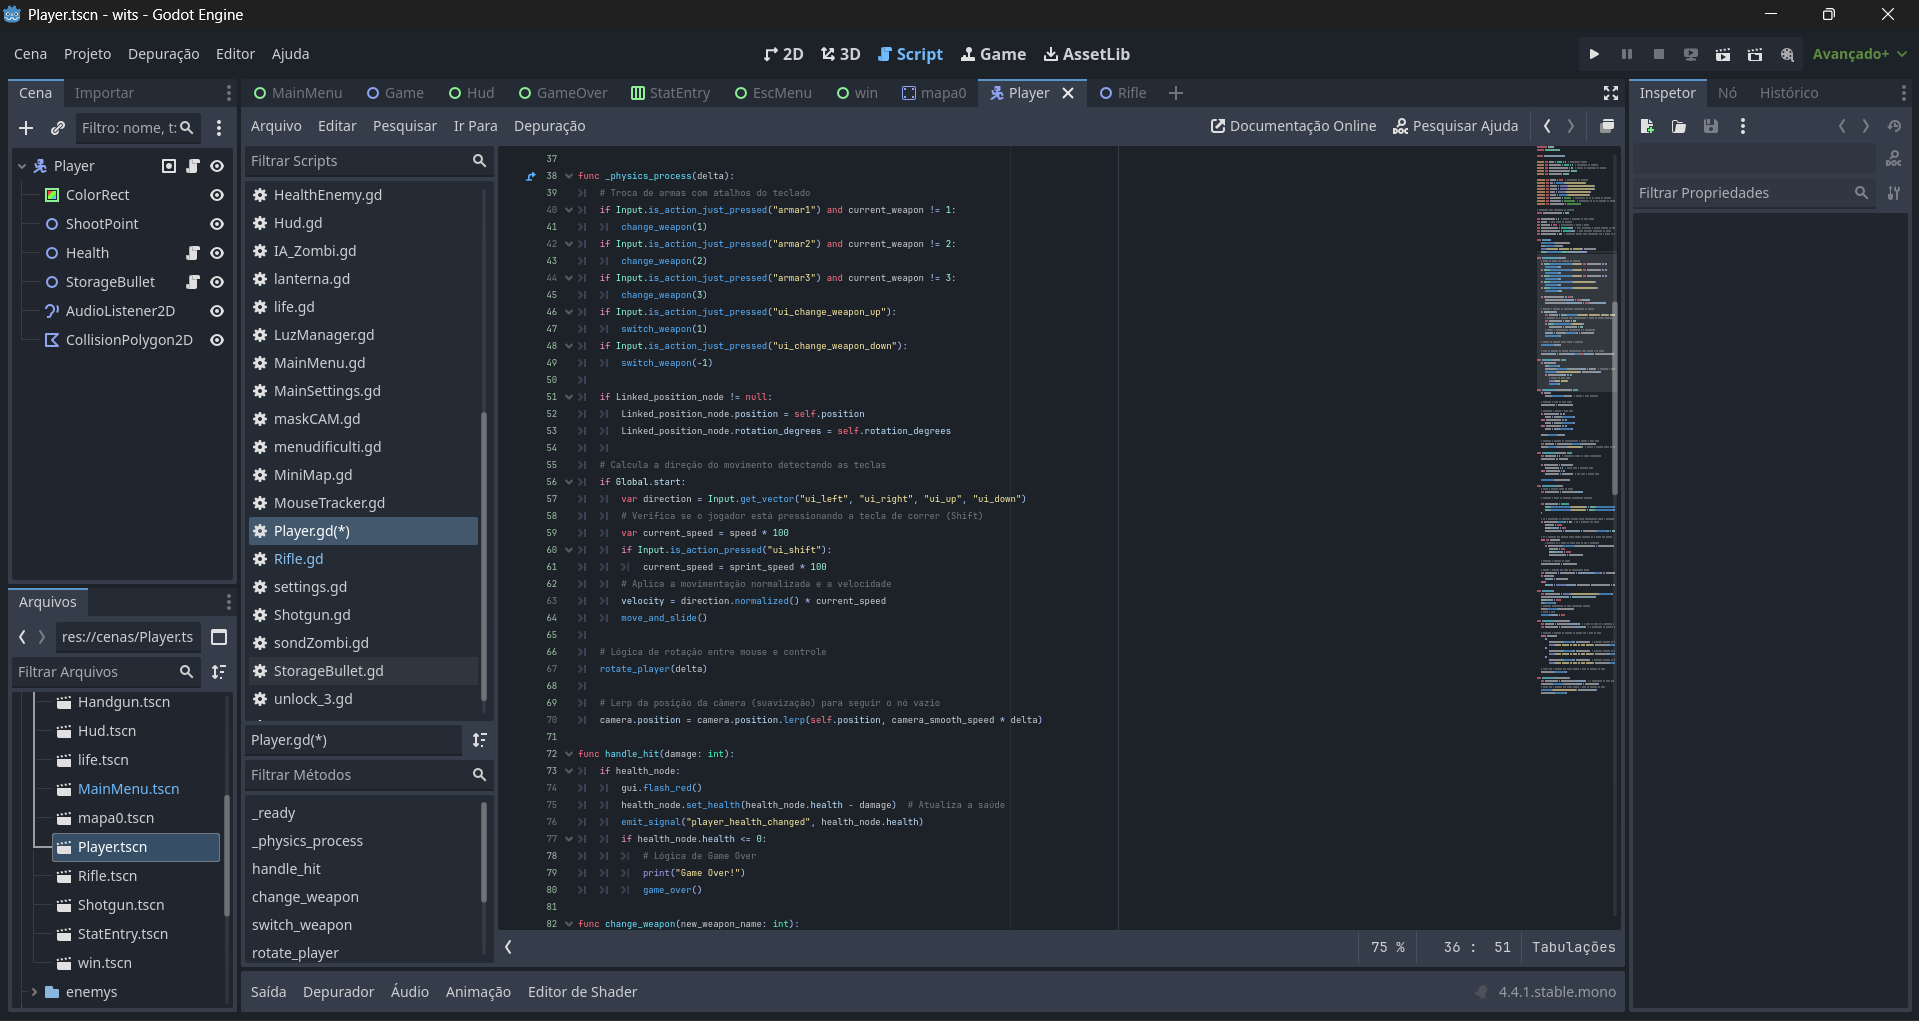 Player.tscn - wits - Godot Engine
Cena Projeto Depuração Editor Ajuda
2D 3D Script Game AssetLib
Avançado+
Cena Importar
Filtro: nome, t:
Player
ColorRect
ShootPoint
Health
StorageBullet
AudioListener2D
CollisionPolygon2D
Arquivos
res://cenas/Player.ts
Filtrar Arquivos
Handgun.tscn
Hud.tscn
life.tscn
MainMenu.tscn
mapa0.tscn
Player.tscn
Rifle.tscn
Shotgun.tscn
StatEntry.tscn
win.tscn
enemys
MainMenu Game Hud GameOver StatEntry EscMenu win mapa0 Player Rifle
Arquivo Editar Pesquisar Ir Para Depuração
Documentação Online Pesquisar Ajuda
Filtrar Scripts
HealthEnemy.gd
Hud.gd
IA_Zombi.gd
lanterna.gd
life.gd
LuzManager.gd
MainMenu.gd
MainSettings.gd
maskCAM.gd
menudificulti.gd
MiniMap.gd
MouseTracker.gd
Player.gd(*)
Rifle.gd
settings.gd
Shotgun.gd
sondZombi.gd
StorageBullet.gd
unlock_3.gd
Player.gd(*)
Filtrar Métodos
_ready
_physics_process
handle_hit
change_weapon
switch_weapon
rotate_player
37
38 func _physics_process(delta):
39 # Troca de armas com atalhos do teclado
40 if Input.is_action_just_pressed("armar1") and current_weapon != 1:
41 change_weapon(1)
42 if Input.is_action_just_pressed("armar2") and current_weapon != 2:
43 change_weapon(2)
44 if Input.is_action_just_pressed("armar3") and current_weapon != 3:
45 change_weapon(3)
46 if Input.is_action_just_pressed("ui_change_weapon_up"):
47 switch_weapon(1)
48 if Input.is_action_just_pressed("ui_change_weapon_down"):
49 switch_weapon(-1)
50
51 if Linked_position_node != null:
52 Linked_position_node.position = self.position
53 Linked_position_node.rotation_degrees = self.rotation_degrees
54
55 # Calcula a direção do movimento detectando as teclas
56 if Global.start:
57 var direction = Input.get_vector("ui_left", "ui_right", "ui_up", "ui_down")
58 # Verifica se o jogador está pressionando a tecla de correr (Shift)
59 var current_speed = speed * 100
60 if Input.is_action_pressed("ui_shift"):
61 current_speed = sprint_speed * 100
62 # Aplica a movimentação normalizada e a velocidade
63 velocity = direction.normalized() * current_speed
64 move_and_slide()
65
66 # Lógica de rotação entre mouse e controle
67 rotate_player(delta)
68
69 # Lerp da posição da câmera (suavização) para seguir o nó vazio
70 camera.position = camera.position.lerp(self.position, camera_smooth_speed * delta)
71
72 func handle_hit(damage: int):
73 if health_node:
74 gui.flash_red()
75 health_node.set_health(health_node.health - damage) # Atualiza a saúde
76 emit_signal("player_health_changed", health_node.health)
77 if health_node.health <= 0:
78 # Lógica de Game Over
79 print("Game Over!")
80 game_over()
81
82 func change_weapon(new_weapon_name: int):
75 % 36 : 51 Tabulações
Saída Depurador Áudio Animação Editor de Shader
4.4.1.stable.mono
Inspetor Nó Histórico
Filtrar Propriedades